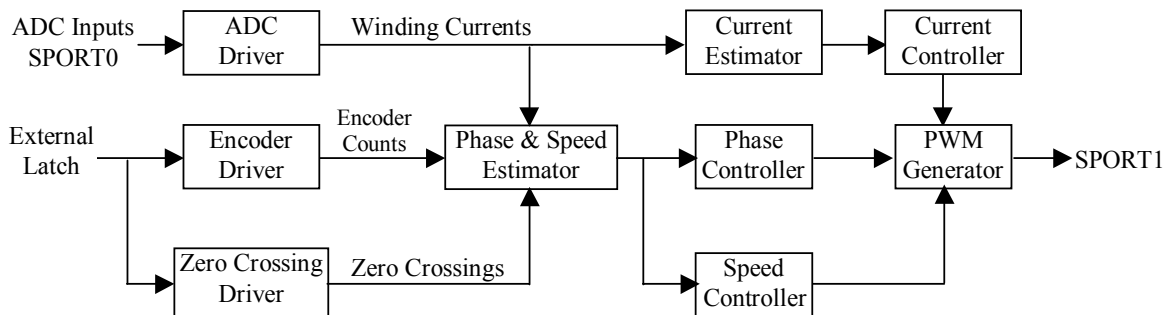 ADC Inputs
SPORT0
ADC
Driver
Winding Currents
Current
Estimator
Current
Controller
External
Latch
Encoder
Driver
Encoder
Counts
Phase & Speed
Estimator
Phase
Controller
PWM
Generator
SPORT1
Zero Crossing
Driver
Zero Crossings
Speed
Controller